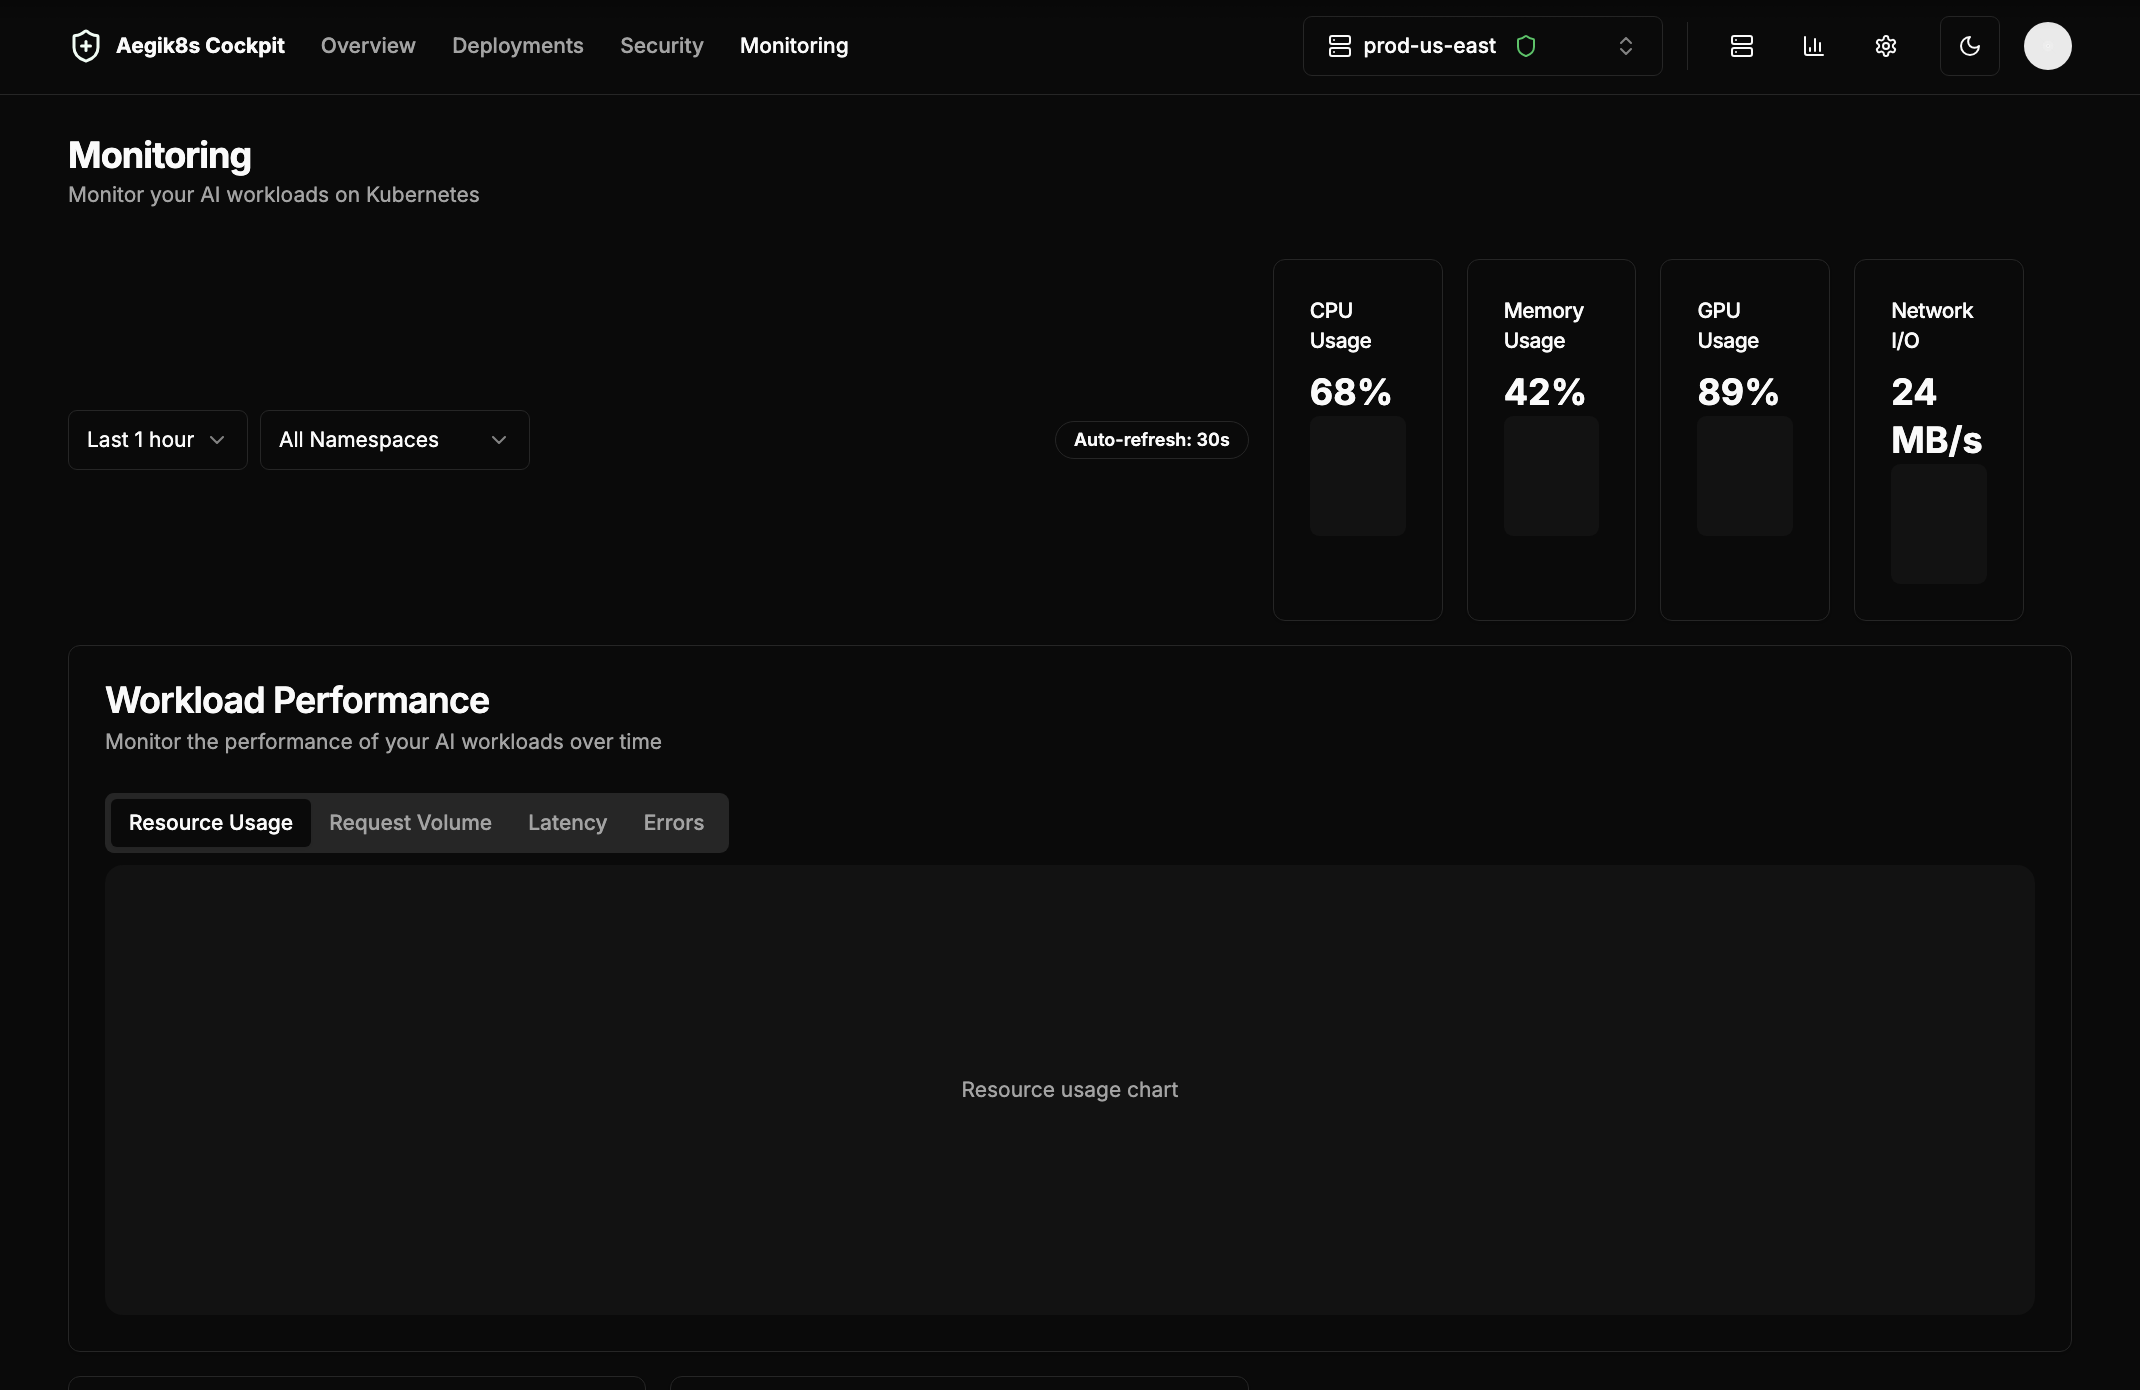 Aegik8s Cockpit
Overview
Deployments
Security
Monitoring
prod-us-east
Monitoring
Monitor your AI workloads on Kubernetes
Last 1 hour
All Namespaces
Auto-refresh: 30s
CPU
Usage
68%
Memory
Usage
42%
GPU
Usage
89%
Network
I/O
24
MB/s
Workload Performance
Monitor the performance of your AI workloads over time
Resource Usage
Request Volume
Latency
Errors
Resource usage chart